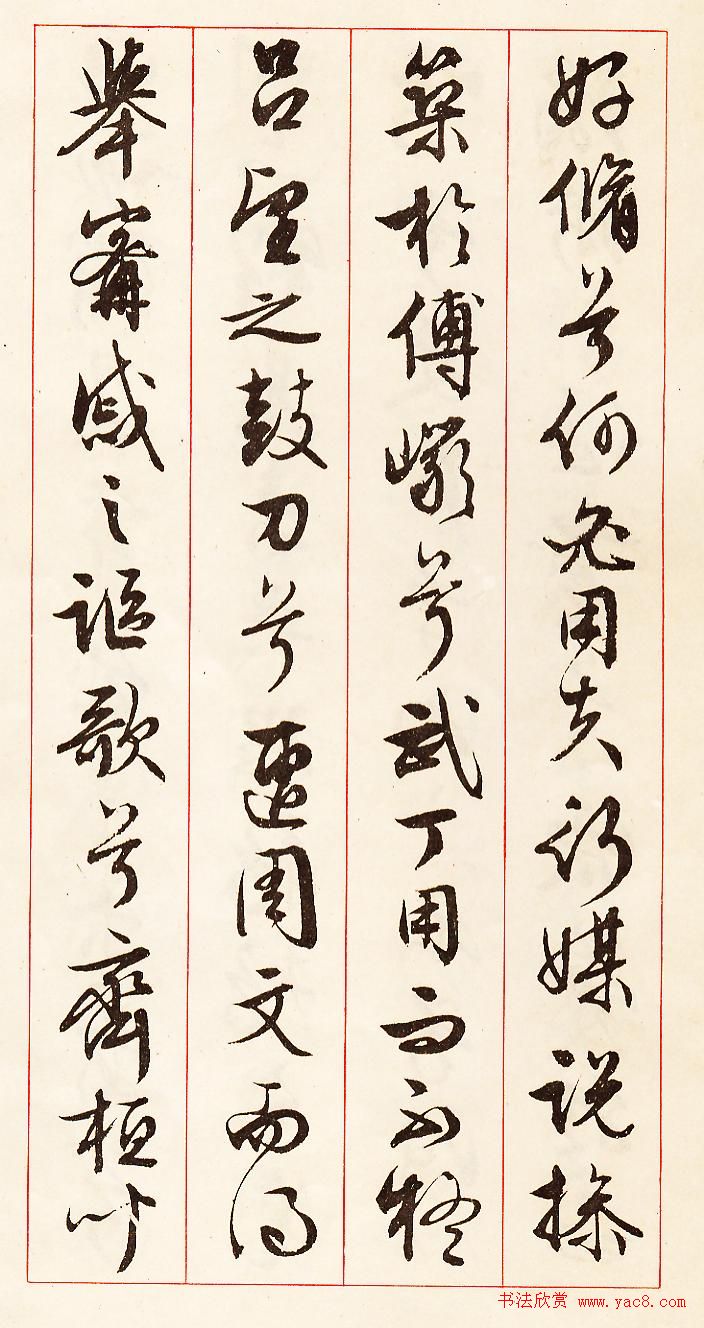 好脩兮何必用夫行媒說操
築於傅巖兮武丁用而不疑
呂望之鼓刀兮遭周文而得
舉甯戚之謳歌兮齊桓聞以
书法欣赏 www.yac8.com